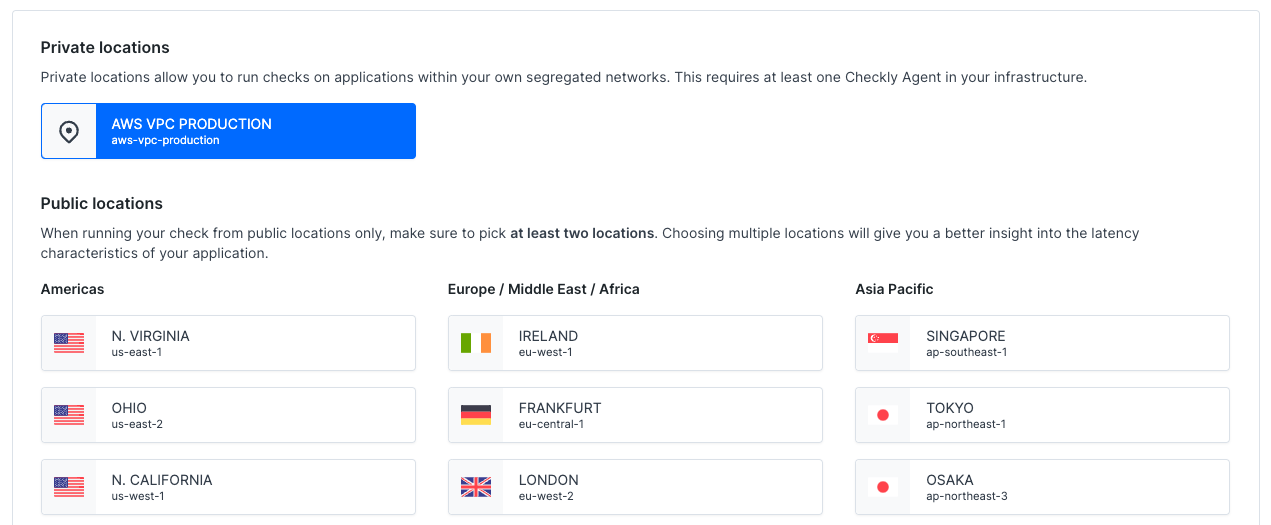 Private locations
Private locations allow you to run checks on applications within your own segregated networks. This requires at least one Checkly Agent in your infrastructure.
AWS VPC PRODUCTION
aws-vpc-production
Public locations
When running your check from public locations only, make sure to pick at least two locations. Choosing multiple locations will give you a better insight into the latency
characteristics of your application.
Americas
N. VIRGINIA
us-east-1
OHIO
us-east-2
N. CALIFORNIA
us-west-1
Europe / Middle East / Africa
IRELAND
eu-west-1
FRANKFURT
eu-central-1
LONDON
eu-west-2
Asia Pacific
SINGAPORE
ap-southeast-1
TOKYO
ap-northeast-1
OSAKA
ap-northeast-3